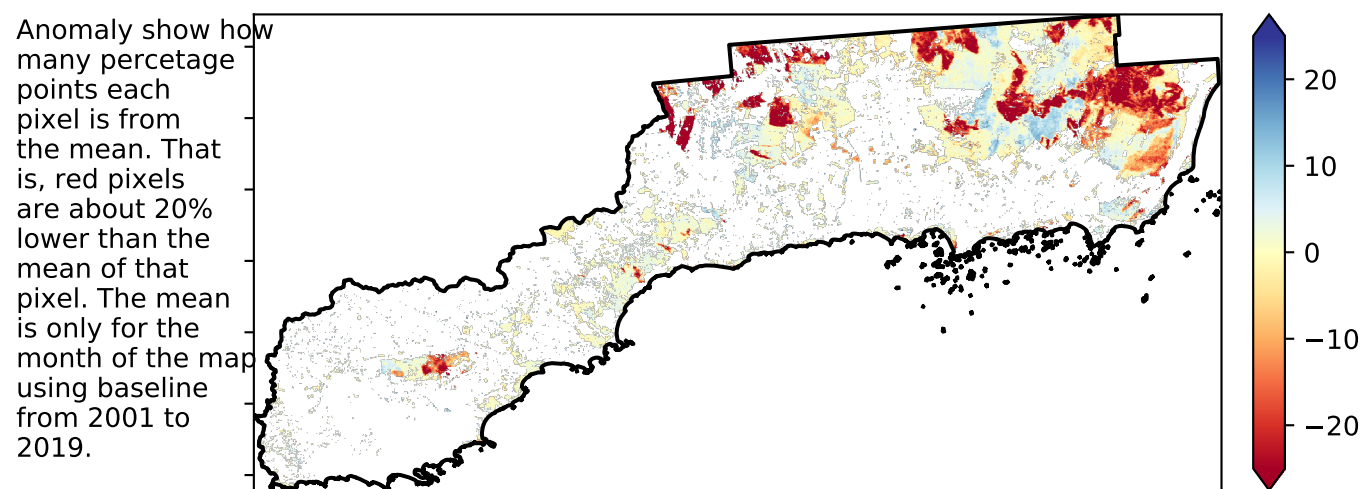 Anomaly show how
many percetage
points each
pixel is from
the mean. That
is, red pixels
are about 20%
lower than the
mean of that
pixel. The mean
is only for the
month of the map
using baseline
from 2001 to
2019.
20
10
0
−10
−20